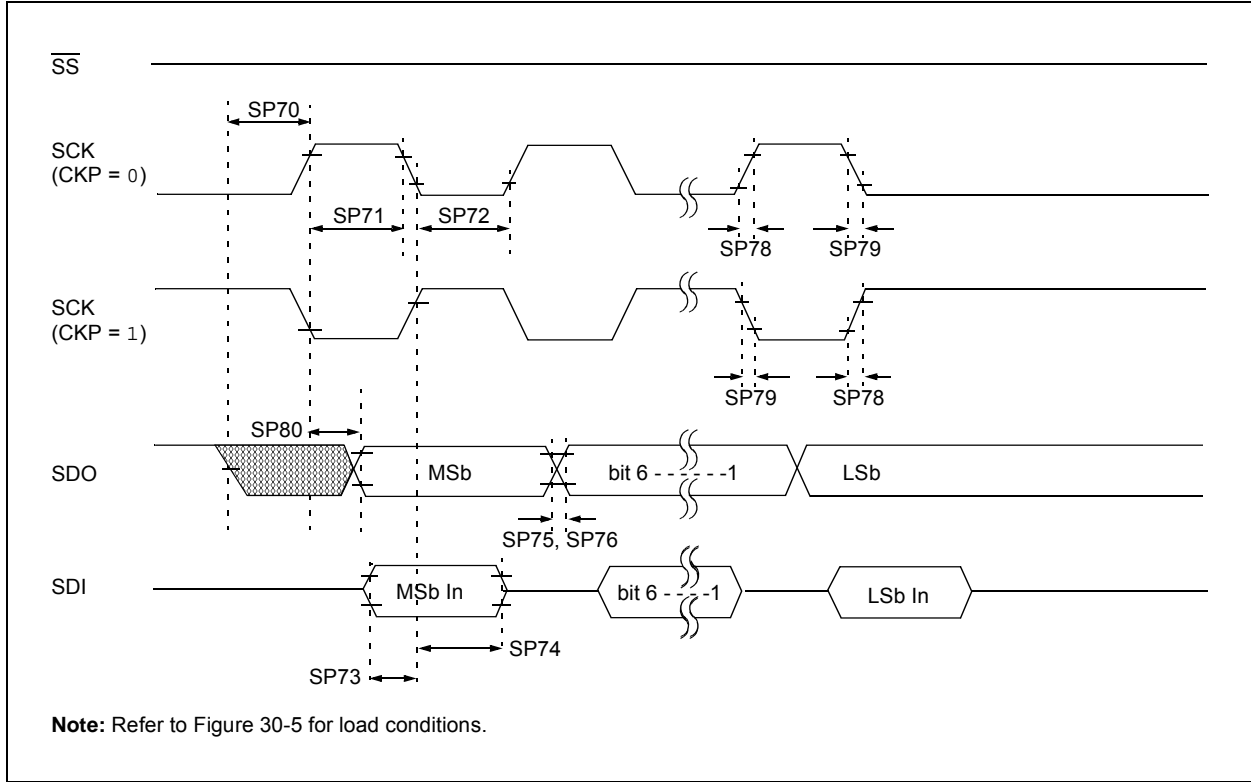 SS
SP70
SCK
(CKP = 0)
SP71
SP72
SP78
SP79
SCK
(CKP = 1)
SP79
SP78
SP80
SDO
MSb
bit 6 - - - - - -1
LSb
SP75, SP76
SDI
MSb In
bit 6 - - - -1
LSb In
SP74
SP73
Note: Refer to Figure 30-5 for load conditions.